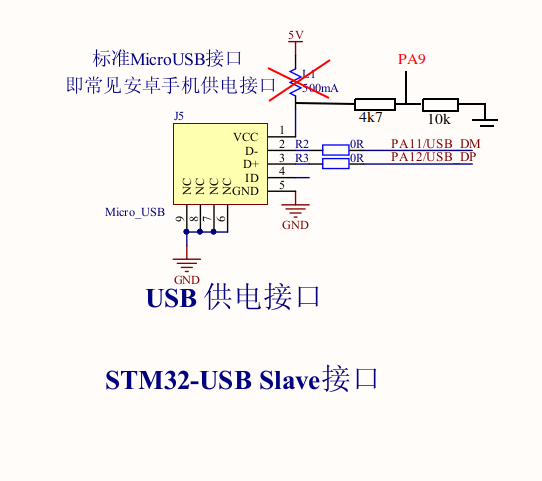 5V
标准MicroUSB接口
即常见安卓手机供电接口
L1
500mA
PA9
4k7
10k
J5
VCC
D-
D+
ID
GND
1
2
3
4
5
R2
0R
PA11/USB_DM
R3
0R
PA12/USB_DP
NC
NC
NC
NC
Micro_USB
9
8
7
6
GND
GND
USB 供电接口
STM32-USB Slave接口